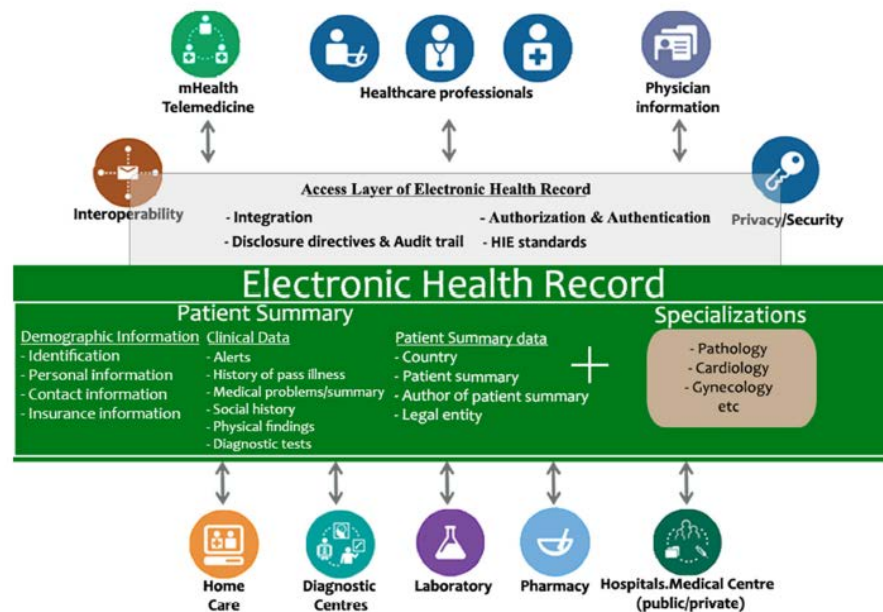 mHealth
Telemedicine
Healthcare professionals
Physician
information
Interoperability
Privacy/Security
Access Layer of Electronic Health Record
- Integration
- Authorization & Authentication
- Disclosure directives & Audit trail
- HIE standards
Electronic Health Record
Patient Summary
Specializations
Demographic Information
- Identification
- Personal information
- Contact information
- Insurance information
Clinical Data
- Alerts
- History of pass illness
- Medical problems/summary
- Social history
- Physical findings
- Diagnostic tests
Patient Summary data
- Country
- Patient summary
- Author of patient summary
- Legal entity
+
- Pathology
- Cardiology
- Gynecology
etc
Home
Care
Diagnostic
Centres
Laboratory
Pharmacy
Hospitals.Medical Centre
(public/private)